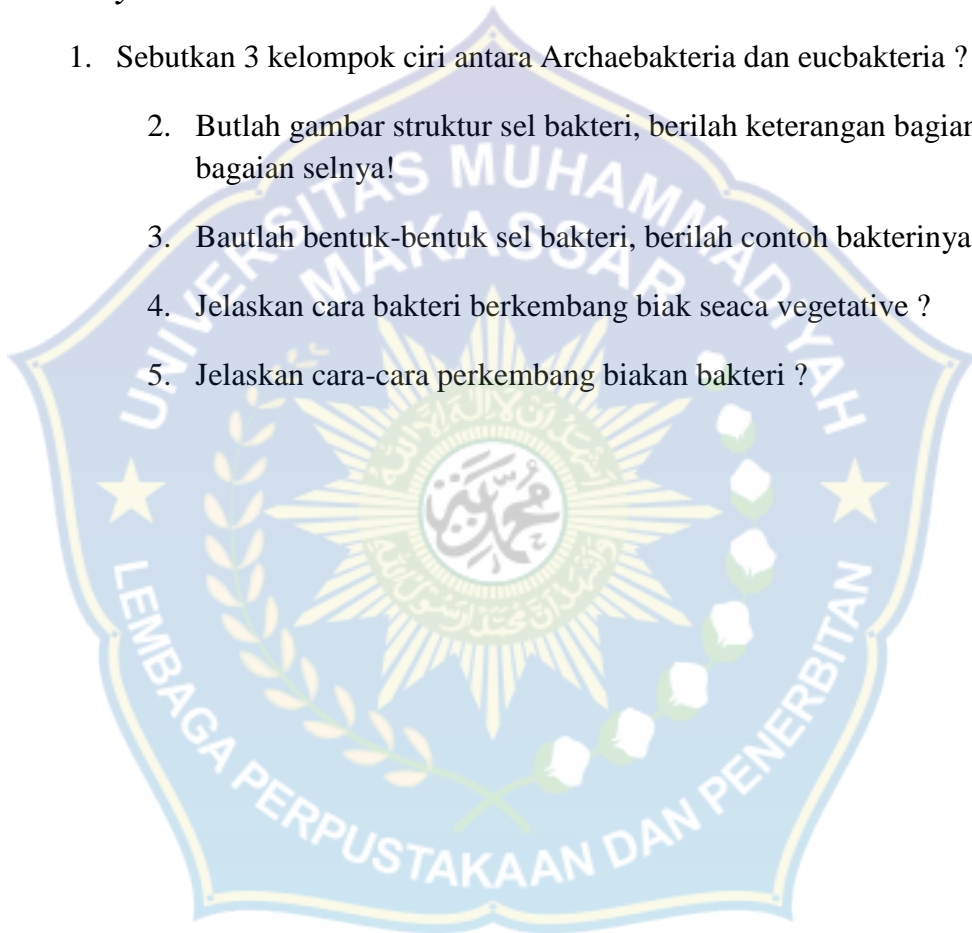 1. Sebutkan 3 kelompok ciri antara Archaebakteria dan eucbakteria ?
2. Butlah gambar struktur sel bakteri, berilah keterangan bagian
bagaian selnya!
3. Bautlah bentuk-bentuk sel bakteri, berilah contoh bakterinya
4. Jelaskan cara bakteri berkembang biak seaca vegetative ?
5. Jelaskan cara-cara perkembang biakan bakteri ?
UNIVERSITAS MUHAMMADIYAH
MAKASSAR
LEMBAGA PERPUSTAKAAN DAN PENERBITAN